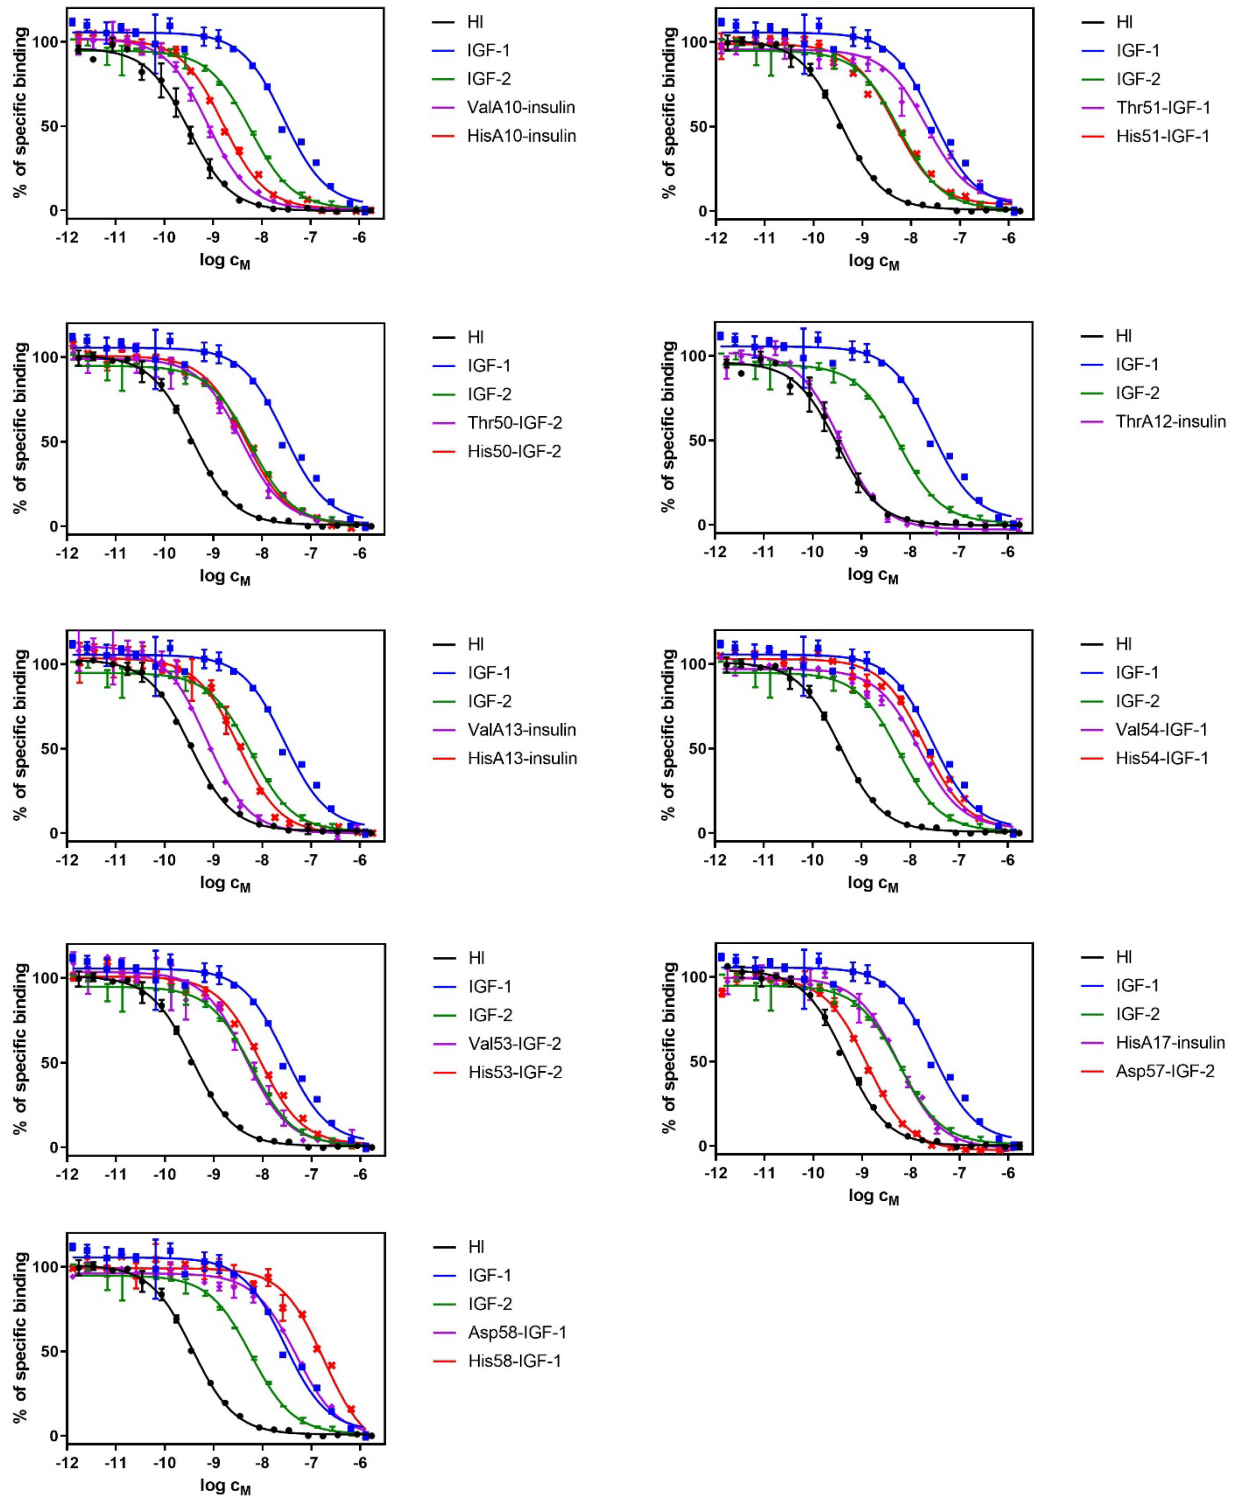 % of specific binding
100
50
0
-12 -11 -10 -9 -8 -7 -6
log cM
HI
IGF-1
IGF-2
ValA10-insulin
HisA10-insulin
% of specific binding
100
50
0
-12 -11 -10 -9 -8 -7 -6
log cM
HI
IGF-1
IGF-2
Thr51-IGF-1
His51-IGF-1
% of specific binding
100
50
0
-12 -11 -10 -9 -8 -7 -6
log cM
HI
IGF-1
IGF-2
Thr50-IGF-2
His50-IGF-2
% of specific binding
100
50
0
-12 -11 -10 -9 -8 -7 -6
log cM
HI
IGF-1
IGF-2
ThrA12-insulin
% of specific binding
100
50
0
-12 -11 -10 -9 -8 -7 -6
log cM
HI
IGF-1
IGF-2
ValA13-insulin
HisA13-insulin
% of specific binding
100
50
0
-12 -11 -10 -9 -8 -7 -6
log cM
HI
IGF-1
IGF-2
Val54-IGF-1
His54-IGF-1
% of specific binding
100
50
0
-12 -11 -10 -9 -8 -7 -6
log cM
HI
IGF-1
IGF-2
Val53-IGF-2
His53-IGF-2
% of specific binding
100
50
0
-12 -11 -10 -9 -8 -7 -6
log cM
HI
IGF-1
IGF-2
HisA17-insulin
Asp57-IGF-2
% of specific binding
100
50
0
-12 -11 -10 -9 -8 -7 -6
log cM
HI
IGF-1
IGF-2
Asp58-IGF-1
His58-IGF-1